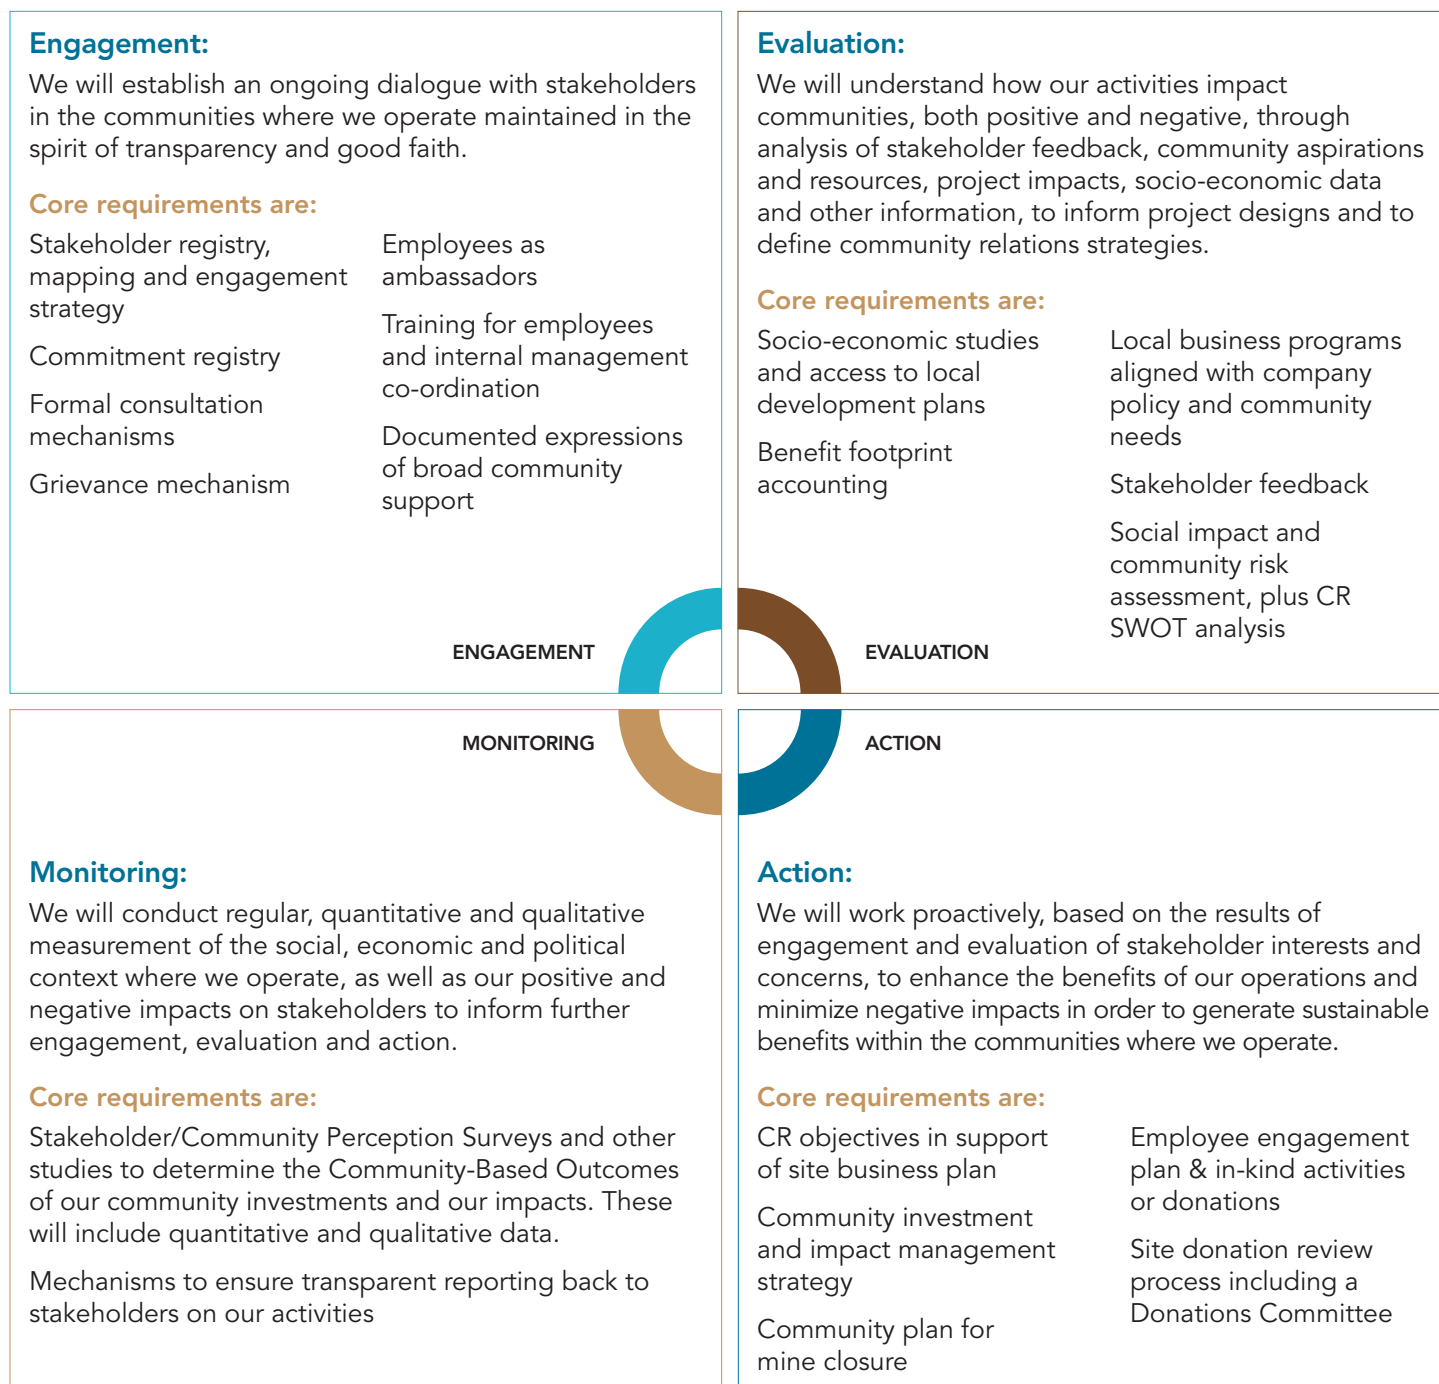 Engagement:
We will establish an ongoing dialogue with stakeholders
in the communities where we operate maintained in the
spirit of transparency and good faith.
Core requirements are:
Stakeholder registry,
mapping and engagement
strategy
Commitment registry
Formal consultation
mechanisms
Grievance mechanism
Employees as
ambassadors
Training for employees
and internal management
co-ordination
Documented expressions
of broad community
support
ENGAGEMENT
Evaluation:
We will understand how our activities impact
communities, both positive and negative, through
analysis of stakeholder feedback, community aspirations
and resources, project impacts, socio-economic data
and other information, to inform project designs and to
define community relations strategies.
Core requirements are:
Socio-economic studies
and access to local
development plans
Benefit footprint
accounting
Local business programs
aligned with company
policy and community
needs
Stakeholder feedback
Social impact and
community risk
assessment, plus CR
SWOT analysis
EVALUATION
MONITORING
Monitoring:
We will conduct regular, quantitative and qualitative
measurement of the social, economic and political
context where we operate, as well as our positive and
negative impacts on stakeholders to inform further
engagement, evaluation and action.
Core requirements are:
Stakeholder/Community Perception Surveys and other
studies to determine the Community-Based Outcomes
of our community investments and our impacts. These
will include quantitative and qualitative data.
Mechanisms to ensure transparent reporting back to
stakeholders on our activities
ACTION
Action:
We will work proactively, based on the results of
engagement and evaluation of stakeholder interests and
concerns, to enhance the benefits of our operations and
minimize negative impacts in order to generate sustainable
benefits within the communities where we operate.
Core requirements are:
CR objectives in support
of site business plan
Community investment
and impact management
strategy
Community plan for
mine closure
Employee engagement
plan & in-kind activities
or donations
Site donation review
process including a
Donations Committee